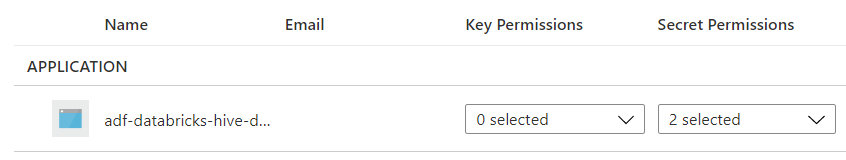 Name Email Key Permissions Secret Permissions
APPLICATION
adf-databricks-hive-d... 0 selected 2 selected